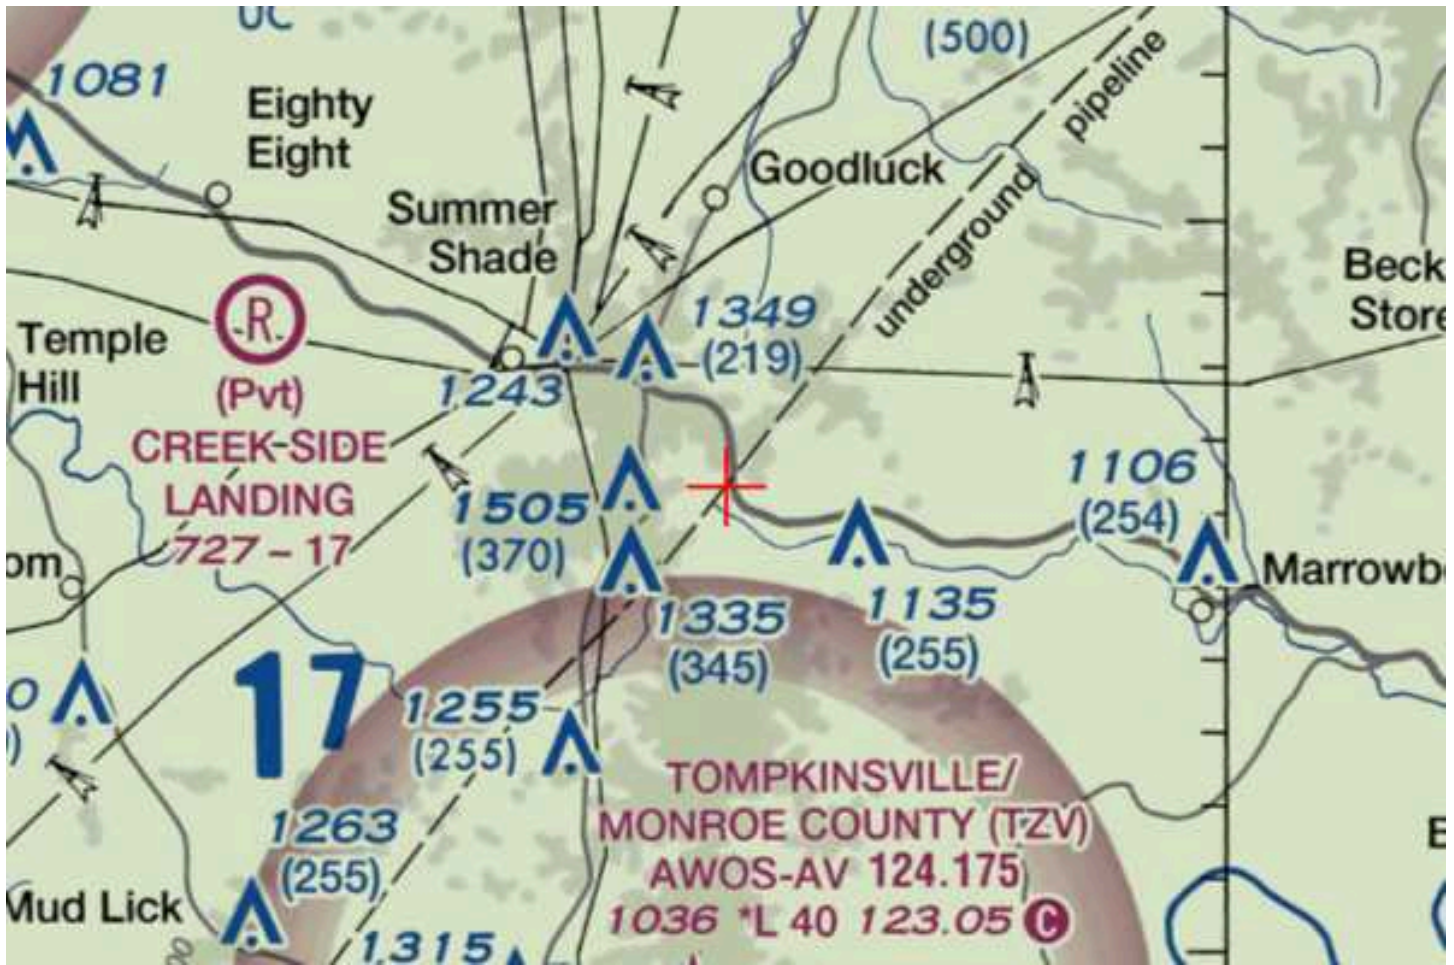 UC
(500)
1081
Eighty
Eight
pipeline
Goodluck
underground
Summer
Shade
Beck
Store
R
Temple
Hill
1349
(219)
(Pvt)
1243
CREEK-SIDE
LANDING
727 - 17
1505
(370)
1106
(254)
om
Marrowb
1335
(345)
1135
(255)
17
0
)
1255
(255)
TOMPKINSVILLE/
MONROE COUNTY (TZV)
AWOS-AV 124.175
1036 *L 40 123.05 C
1263
(255)
Mud Lick
1315